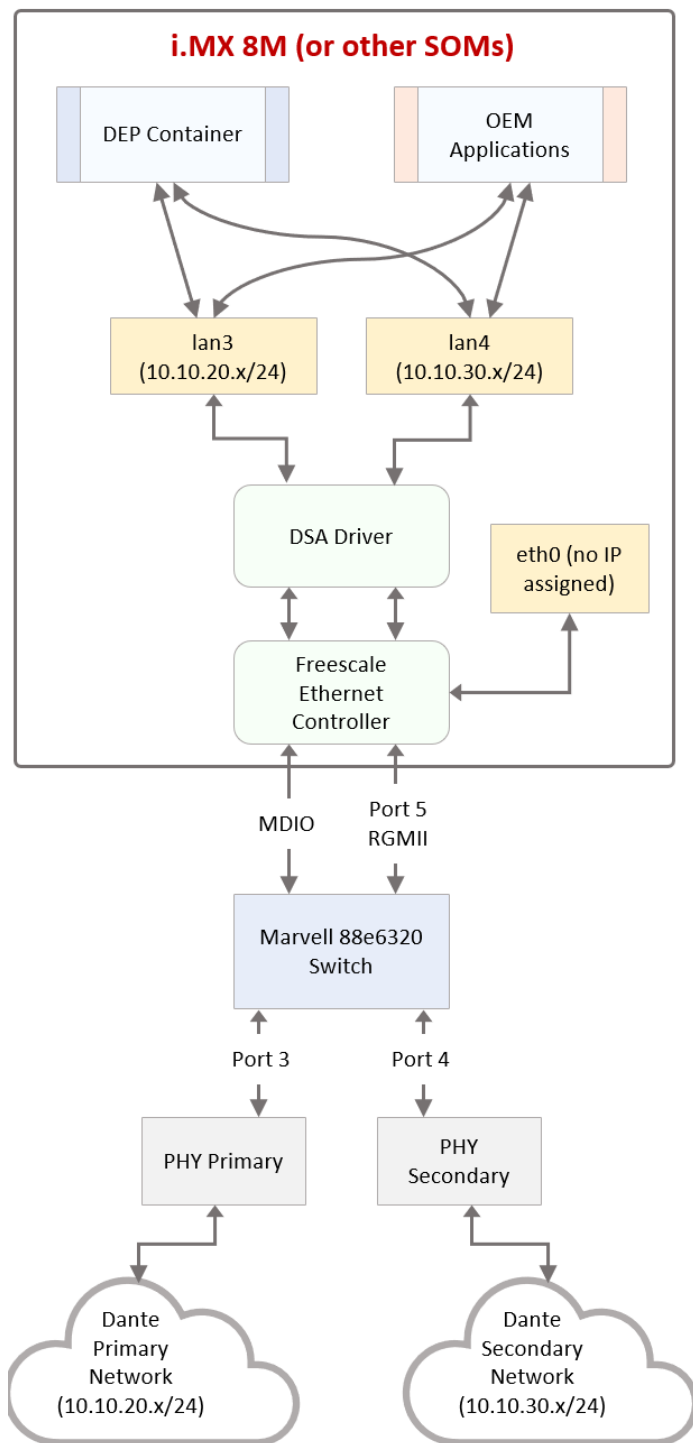 i.MX 8M (or other SOMs)
DEP Container
OEM
Applications
lan3
(10.10.20.x/24)
lan4
(10.10.30.x/24)
DSA Driver
eth0 (no IP
assigned)
Freescale
Ethernet
Controller
MDIO
Port 5
RGMII
Marvell 88e6320
Switch
Port 3
Port 4
PHY Primary
PHY
Secondary
Dante
Primary
Network
(10.10.20.x/24)
Dante
Secondary
Network
(10.10.30.x/24)